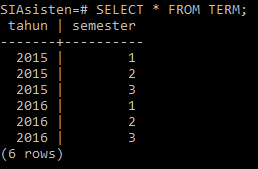 SIAsisten=# SELECT * FROM TERM;
 tahun | semester
-------+----------
  2015 |        1
  2015 |        2
  2015 |        3
  2016 |        1
  2016 |        2
  2016 |        3
(6 rows)